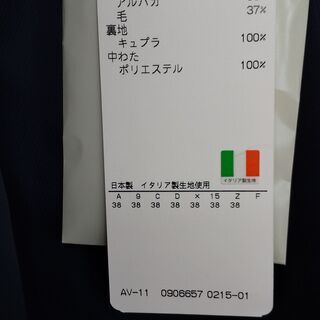 アルパカ
毛 37%
裏地
キュプラ 100%
中わた
ポリエステル 100%
イタリア製生地
日本製 イタリア製生地使用
A 9 C D × 15 Z F
38 38 38 38 38 38 38
AV-11 0906657 0215-01